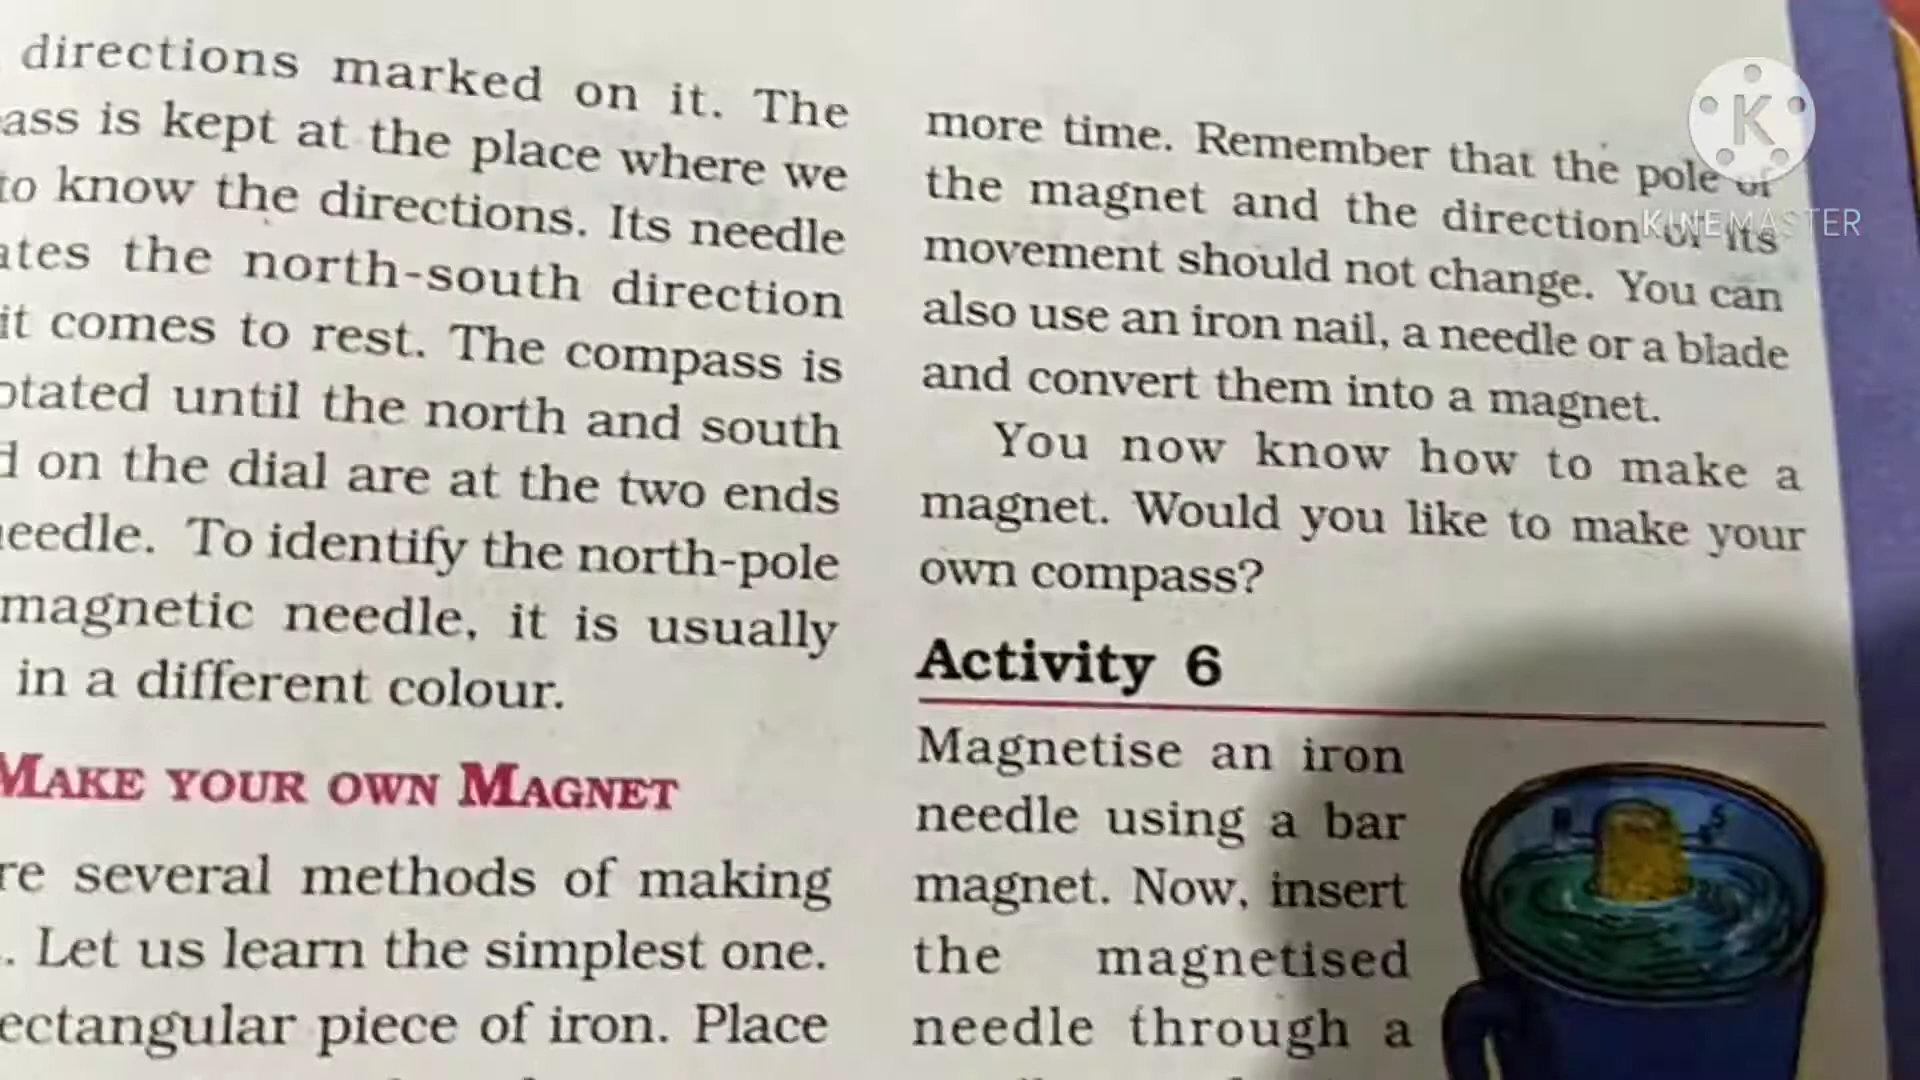 directions marked on it. The
is kept at the place where we
to know the directions. Its needle
the north-south direction
it comes to rest. The compass is
until the north and south
on the dial are at the two ends
To identify the north-pole
magnetic needle, it is usually
in a different colour.
MAKE YOUR OWN MAGNET
several methods of making
. Let us learn the simplest one.
piece of iron. Place
more time. Remember that the pole of
the magnet and the direction of its
movement should not change. You can
also use an iron nail, a needle or a blade
and convert them into a magnet.
You now know how to make a
magnet. Would you like to make your
own compass?
Activity 6
Magnetise an iron
needle using a bar
magnet. Now, insert
the magnetised
needle through a
S
K
KINEMASTER